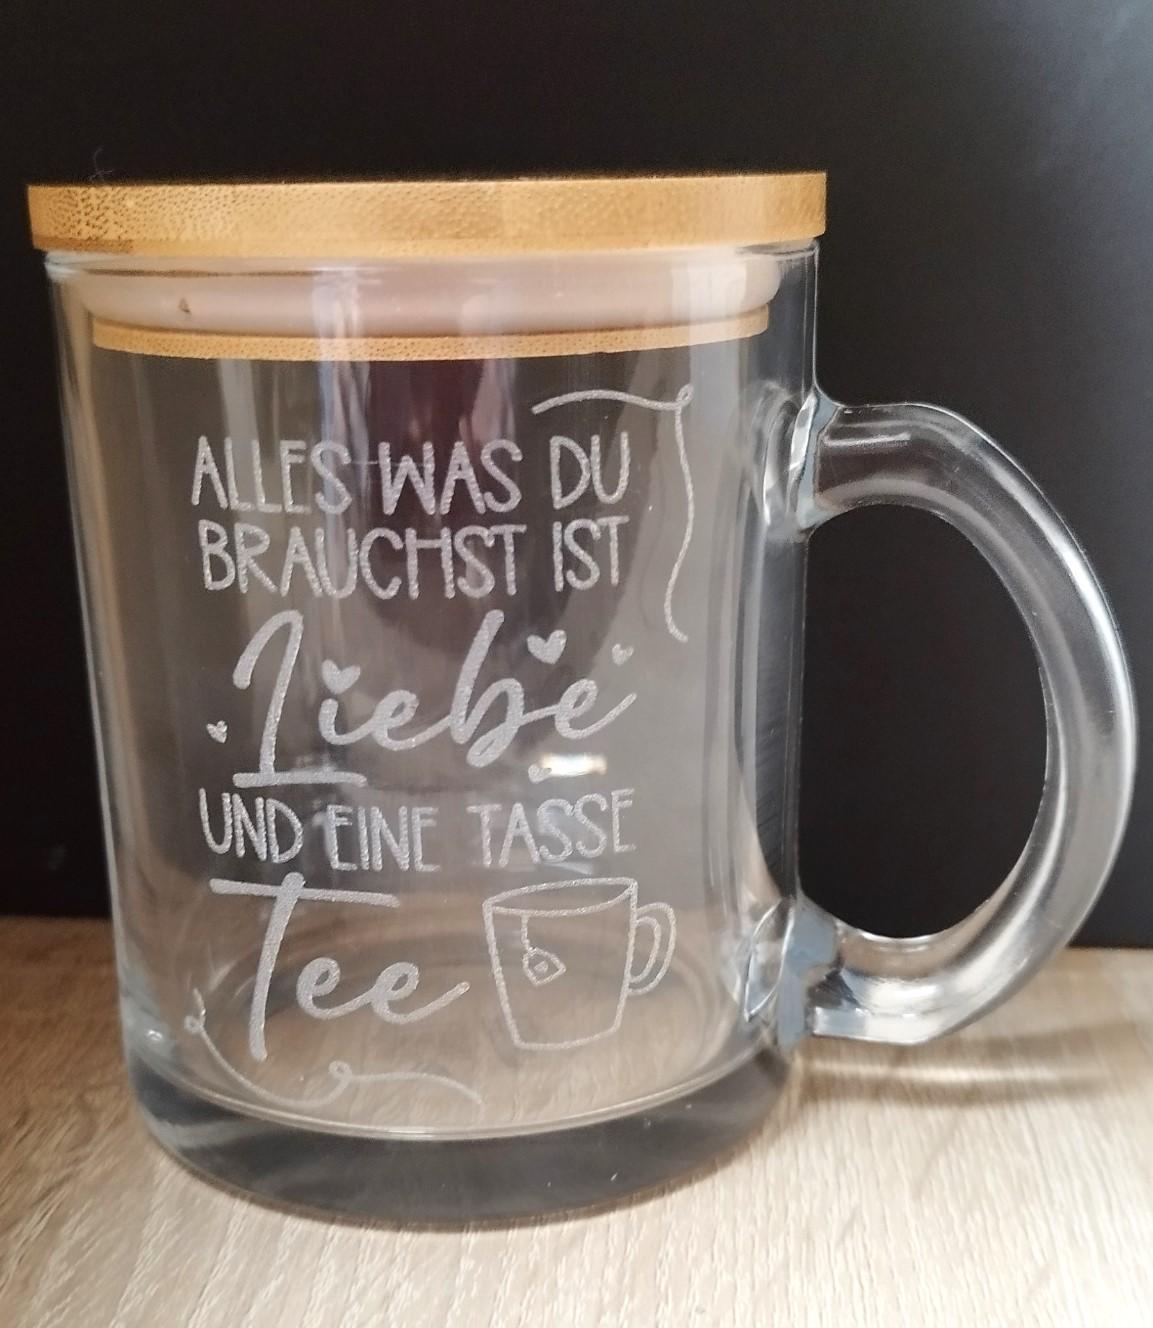 ALLES WAS DU
BRAUCHST IST
Liebe
UND EINE TASSE
Tee